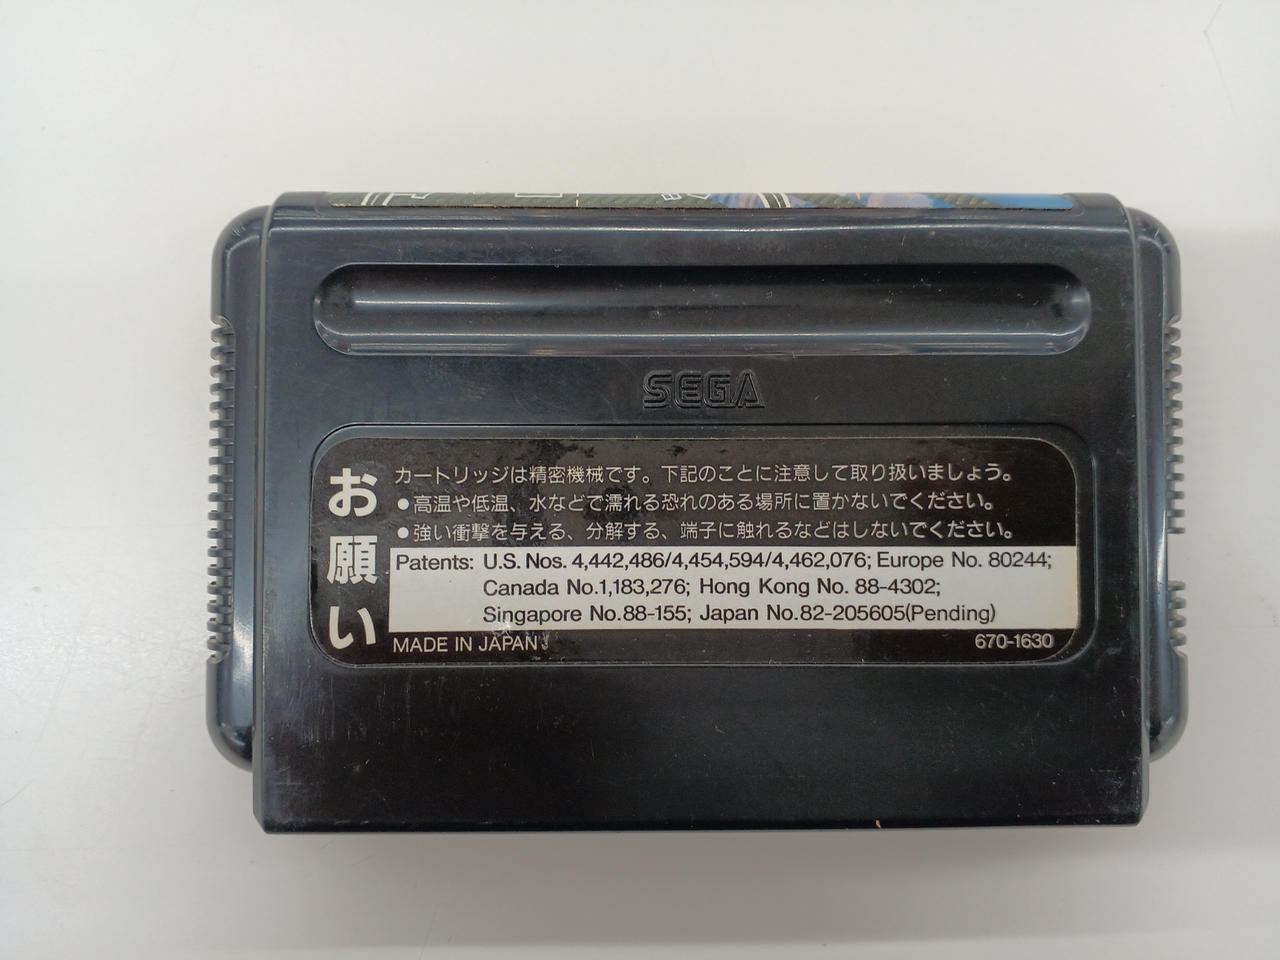 SEGA
お願い
カートリッジは精密機械です。下記のことに注意して取り扱いましょう。
●高温や低温、水などで濡れる恐れのある場所に置かないでください。
●強い衝撃を与える、分解する、端子に触れるなどはしないでください。
Patents: U.S. Nos. 4,442,486/4,454,594/4,462,076; Europe No. 80244;
Canada No.1,183,276; Hong Kong No. 88-4302;
Singapore No.88-155; Japan No.82-205605(Pending)
MADE IN JAPAN
670-1630